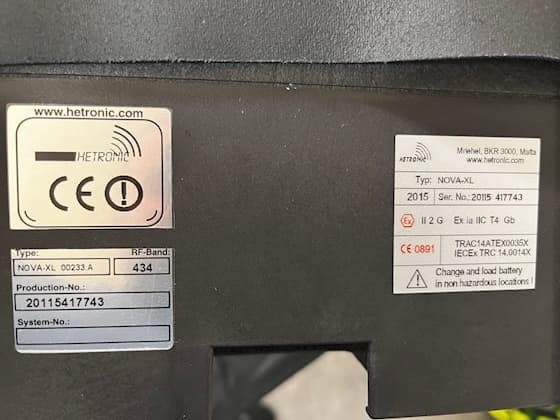 www.hetronic.com
HETRONIC
CE
Type: RF-Band:
NOVA-XL 00233.A 434
Production-No.:
20115417743
System-No.:
HETRONIC
Mriehel, BKR 3000, Malta
www.hetronic.com
Typ: NOVA-XL
2015 Ser. No.: 20115 417743
Ex II 2 G Ex ia IIC T4 Gb
CE 0891 TRAC14ATEX0035X
IECEx TRC 14.0014X
Change and load battery
in non hazardous locations !